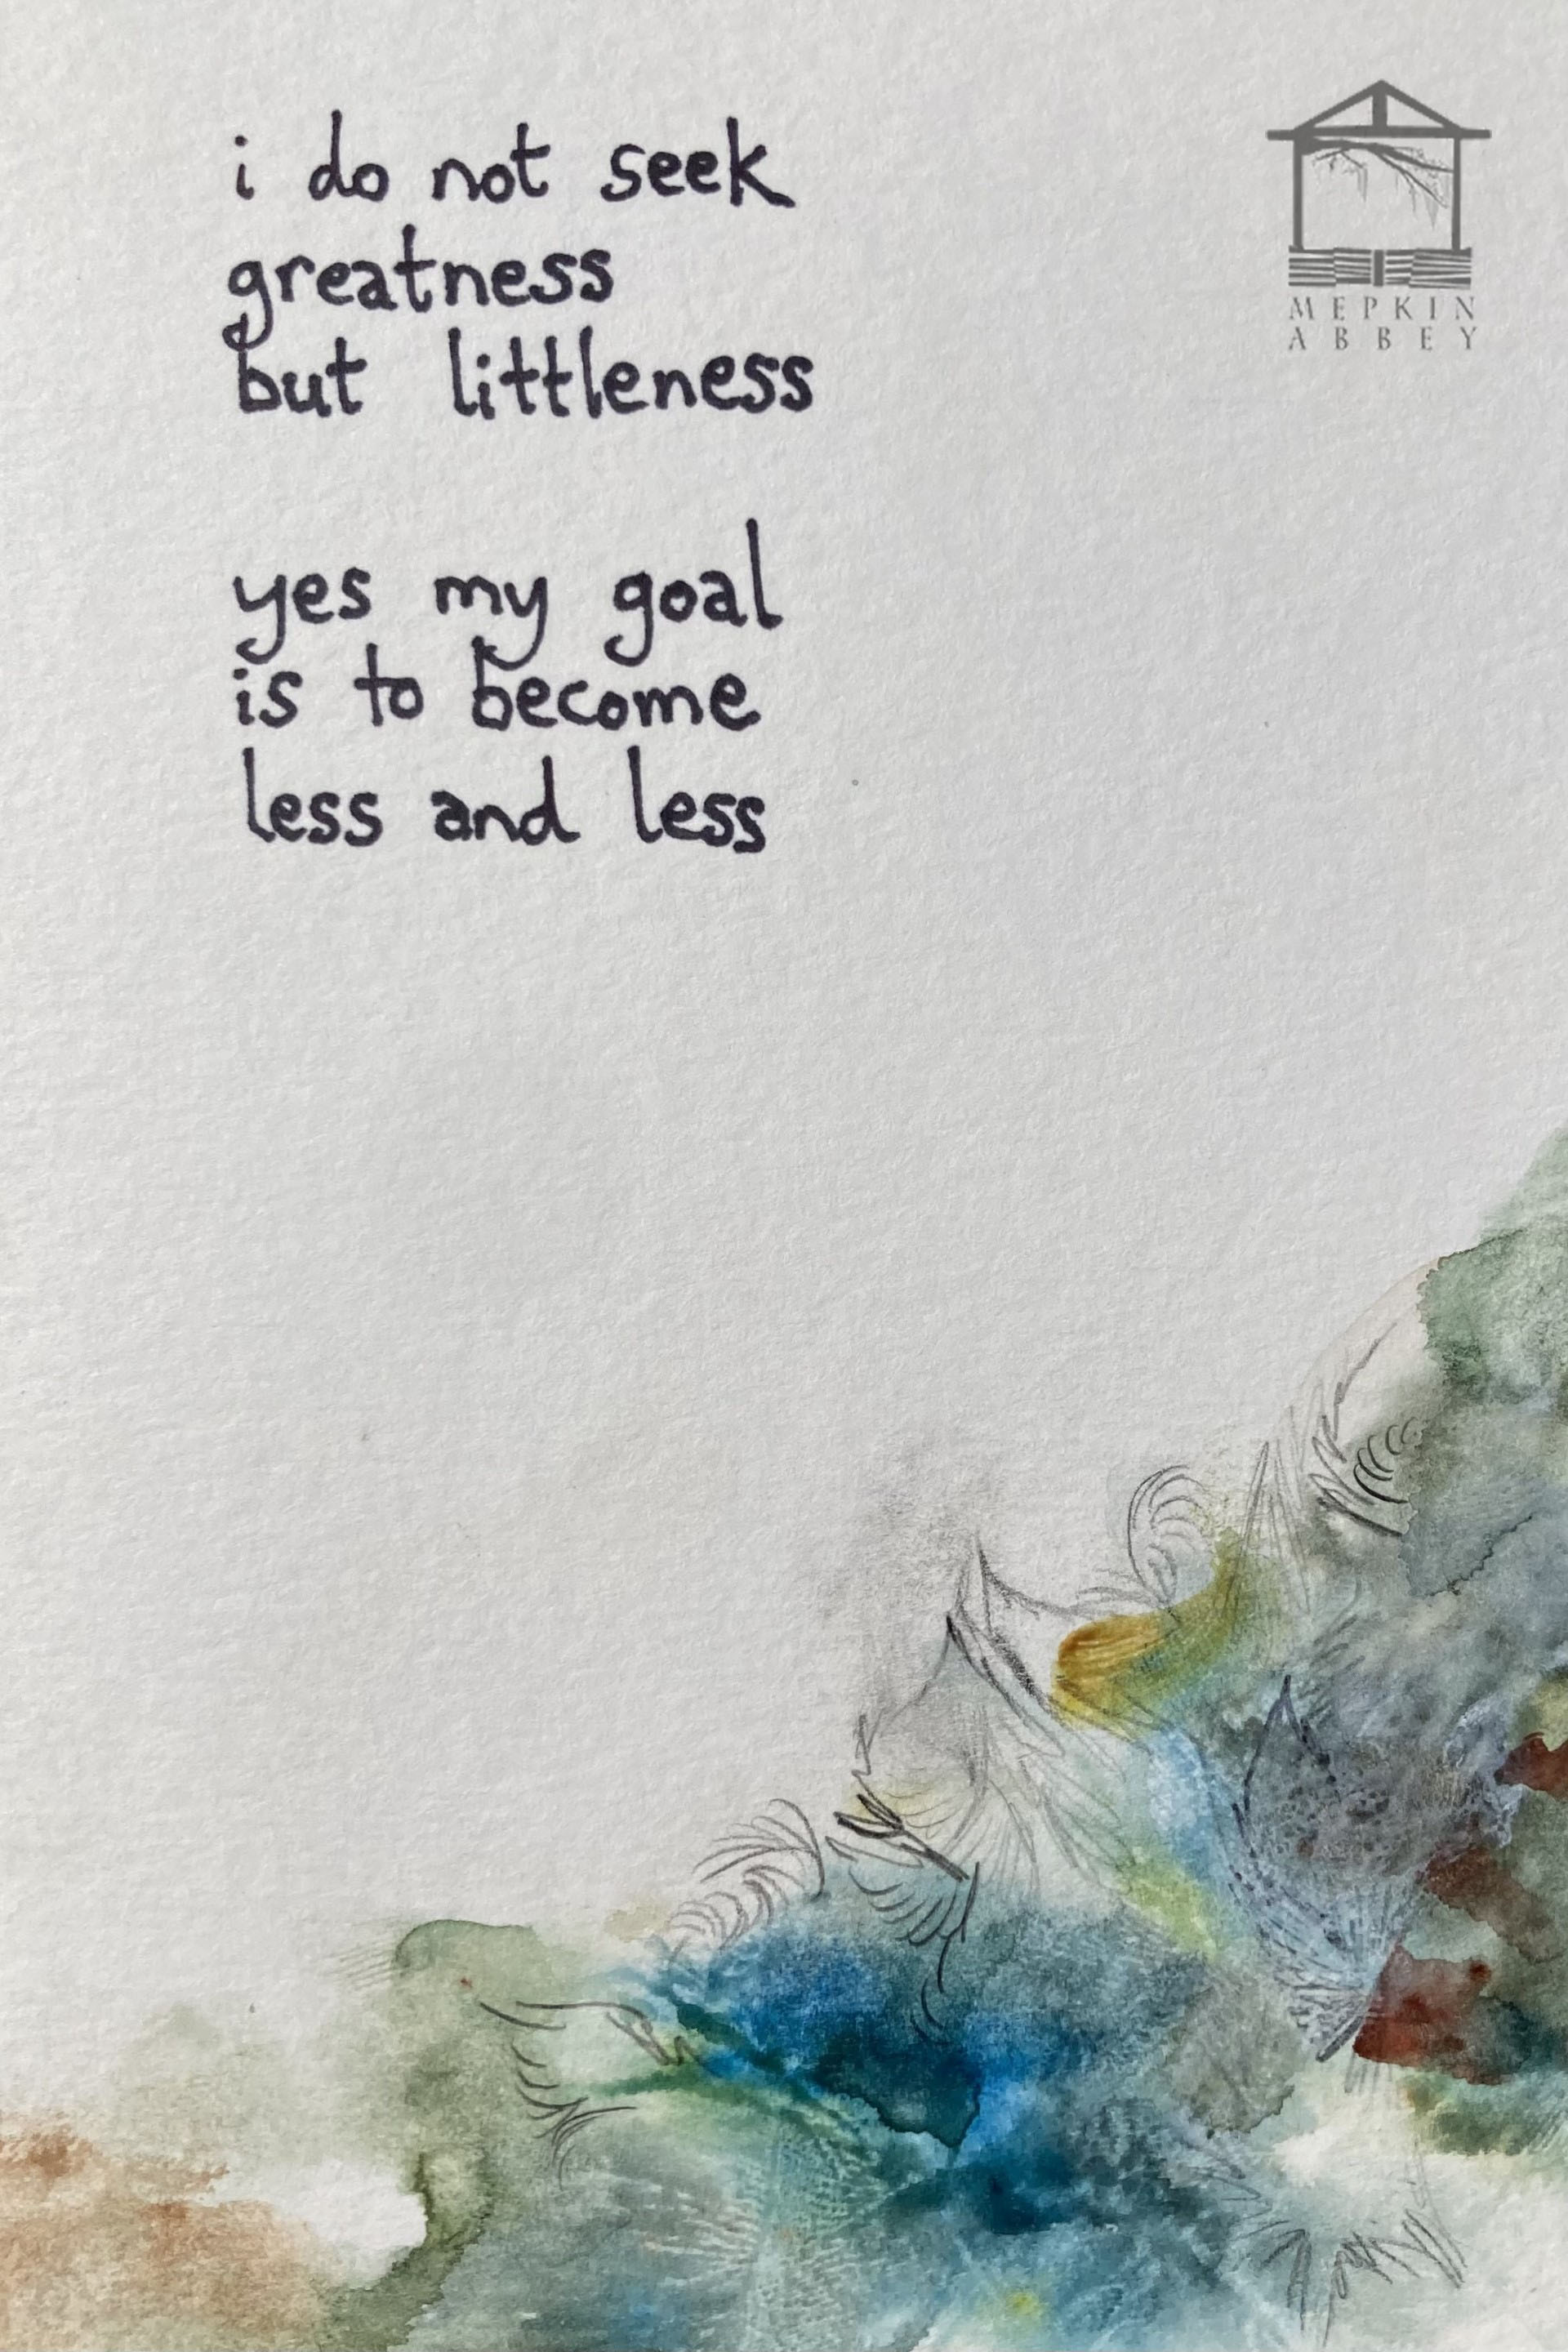 i do not seek
greatness
but littleness
yes my goal
is to become
less and less
MEPKIN
ABBEY